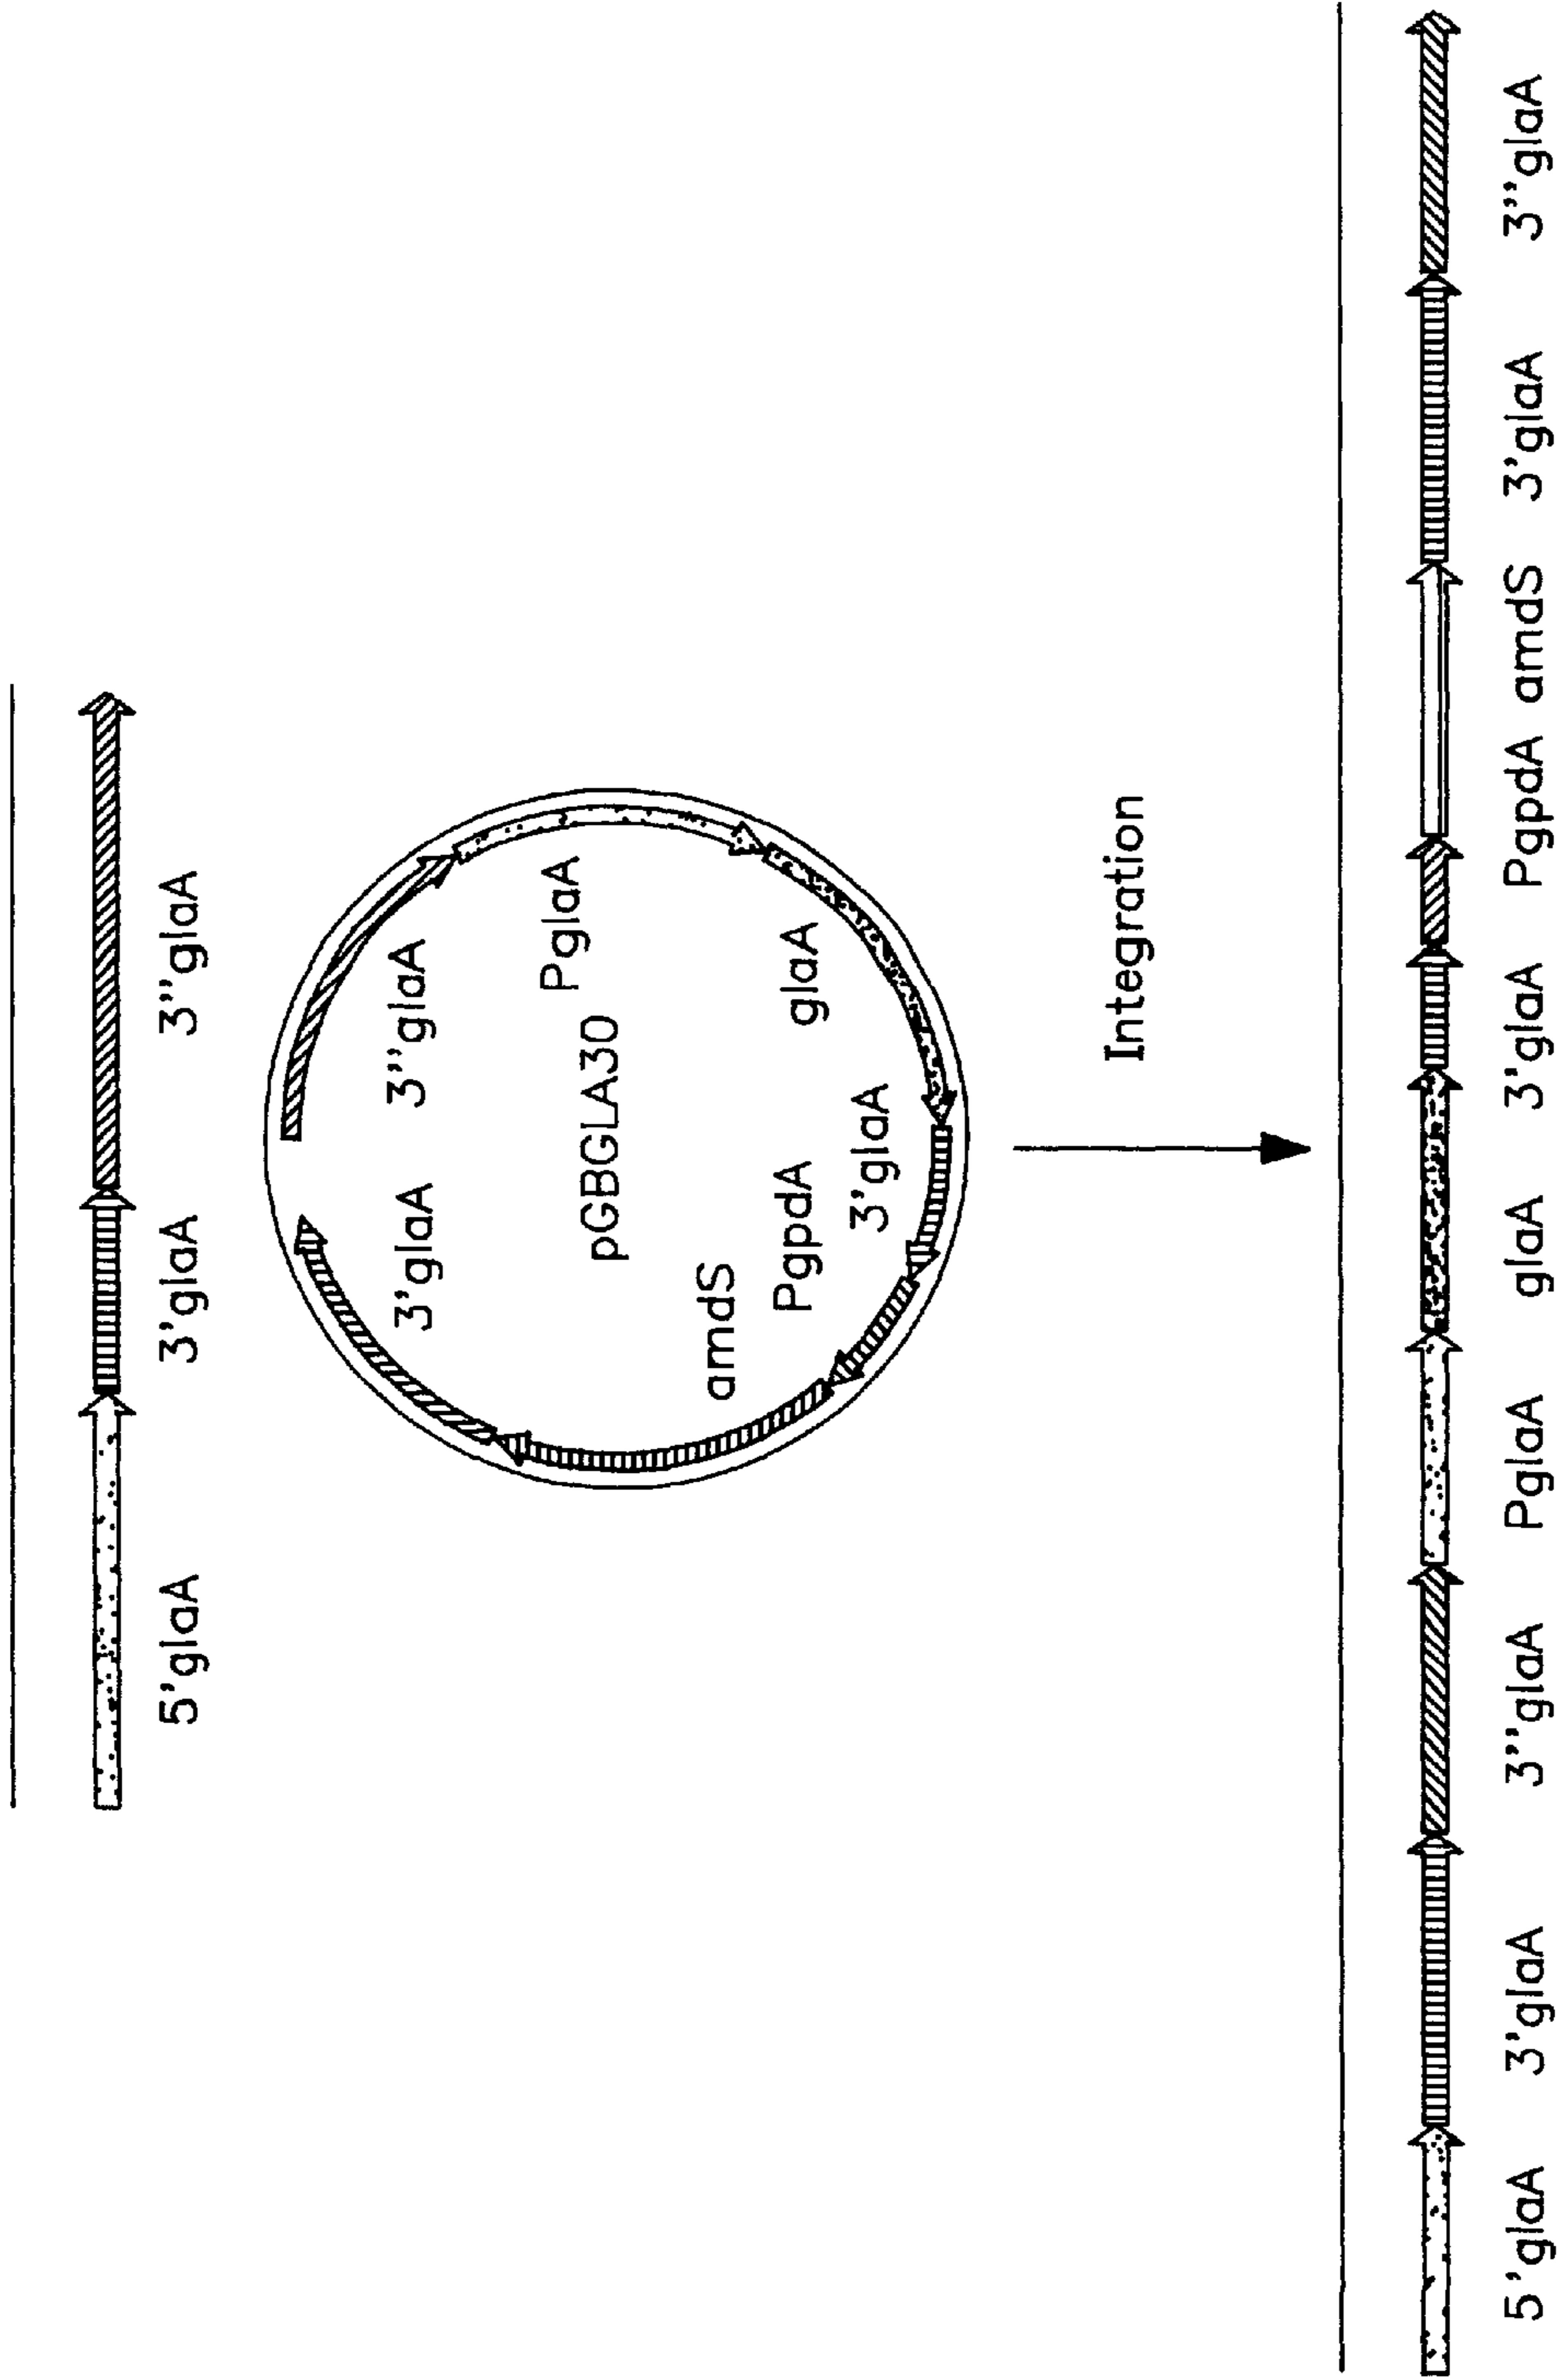 5'glaA 3'glaA 3"glaA
3'glaA 3"glaA
PglaA
pGBGLA30
amdS
PgpdA
glaA
3'glaA
Integration
5'glaA 3'glaA 3"glaA PglaA glaA 3'glaA PgpdA amdS 3'glaA 3"glaA